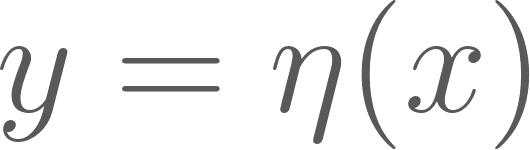 y = η(x)